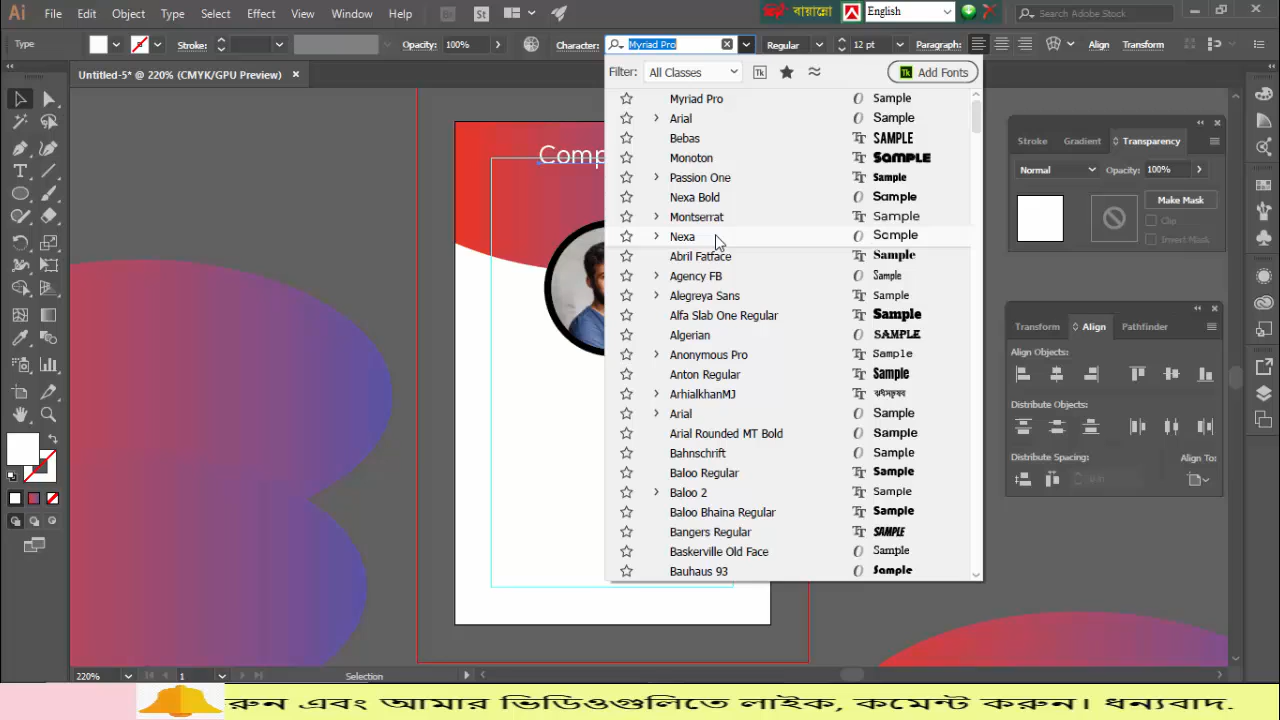 Ai File Edit Object Type Select Effect View Window Help Br St বায়ান্নো English Search Adobe Stock
Type Stroke: Opacity: 100% Character: Myriad Pro Regular 12 pt Paragraph: Align Transform
Untitled-5* @ 220% (CMYK/GPU Preview) ×
Filter: All Classes Tk Add Fonts
Myriad Pro Sample
Arial Sample
Bebas SAMPLE
Monoton SAMPLE
Passion One Sample
Nexa Bold Sample
Montserrat Sample
Nexa Sample
Abril Fatface Sample
Agency FB Sample
Alegreya Sans Sample
Alfa Slab One Regular Sample
Algerian SAMPLE
Anonymous Pro Sample
Anton Regular Sample
ArhialkhanMJ
Arial Sample
Arial Rounded MT Bold Sample
Bahnschrift Sample
Baloo Regular Sample
Baloo 2 Sample
Baloo Bhaina Regular Sample
Bangers Regular SAMPLE
Baskerville Old Face Sample
Bauhaus 93 Sample
Comp
Stroke Gradient Transparency
Normal Opacity: 100%
Make Mask
Clip
Invert Mask
Transform Align Pathfinder
Align Objects:
Distribute Objects:
Distribute Spacing: Align To:
0 in
220% 1 Selection
রুন এবং আমার ভিডিওগুলিতে লাইক, কমেন্ট করুন। ধন্যবাদ.